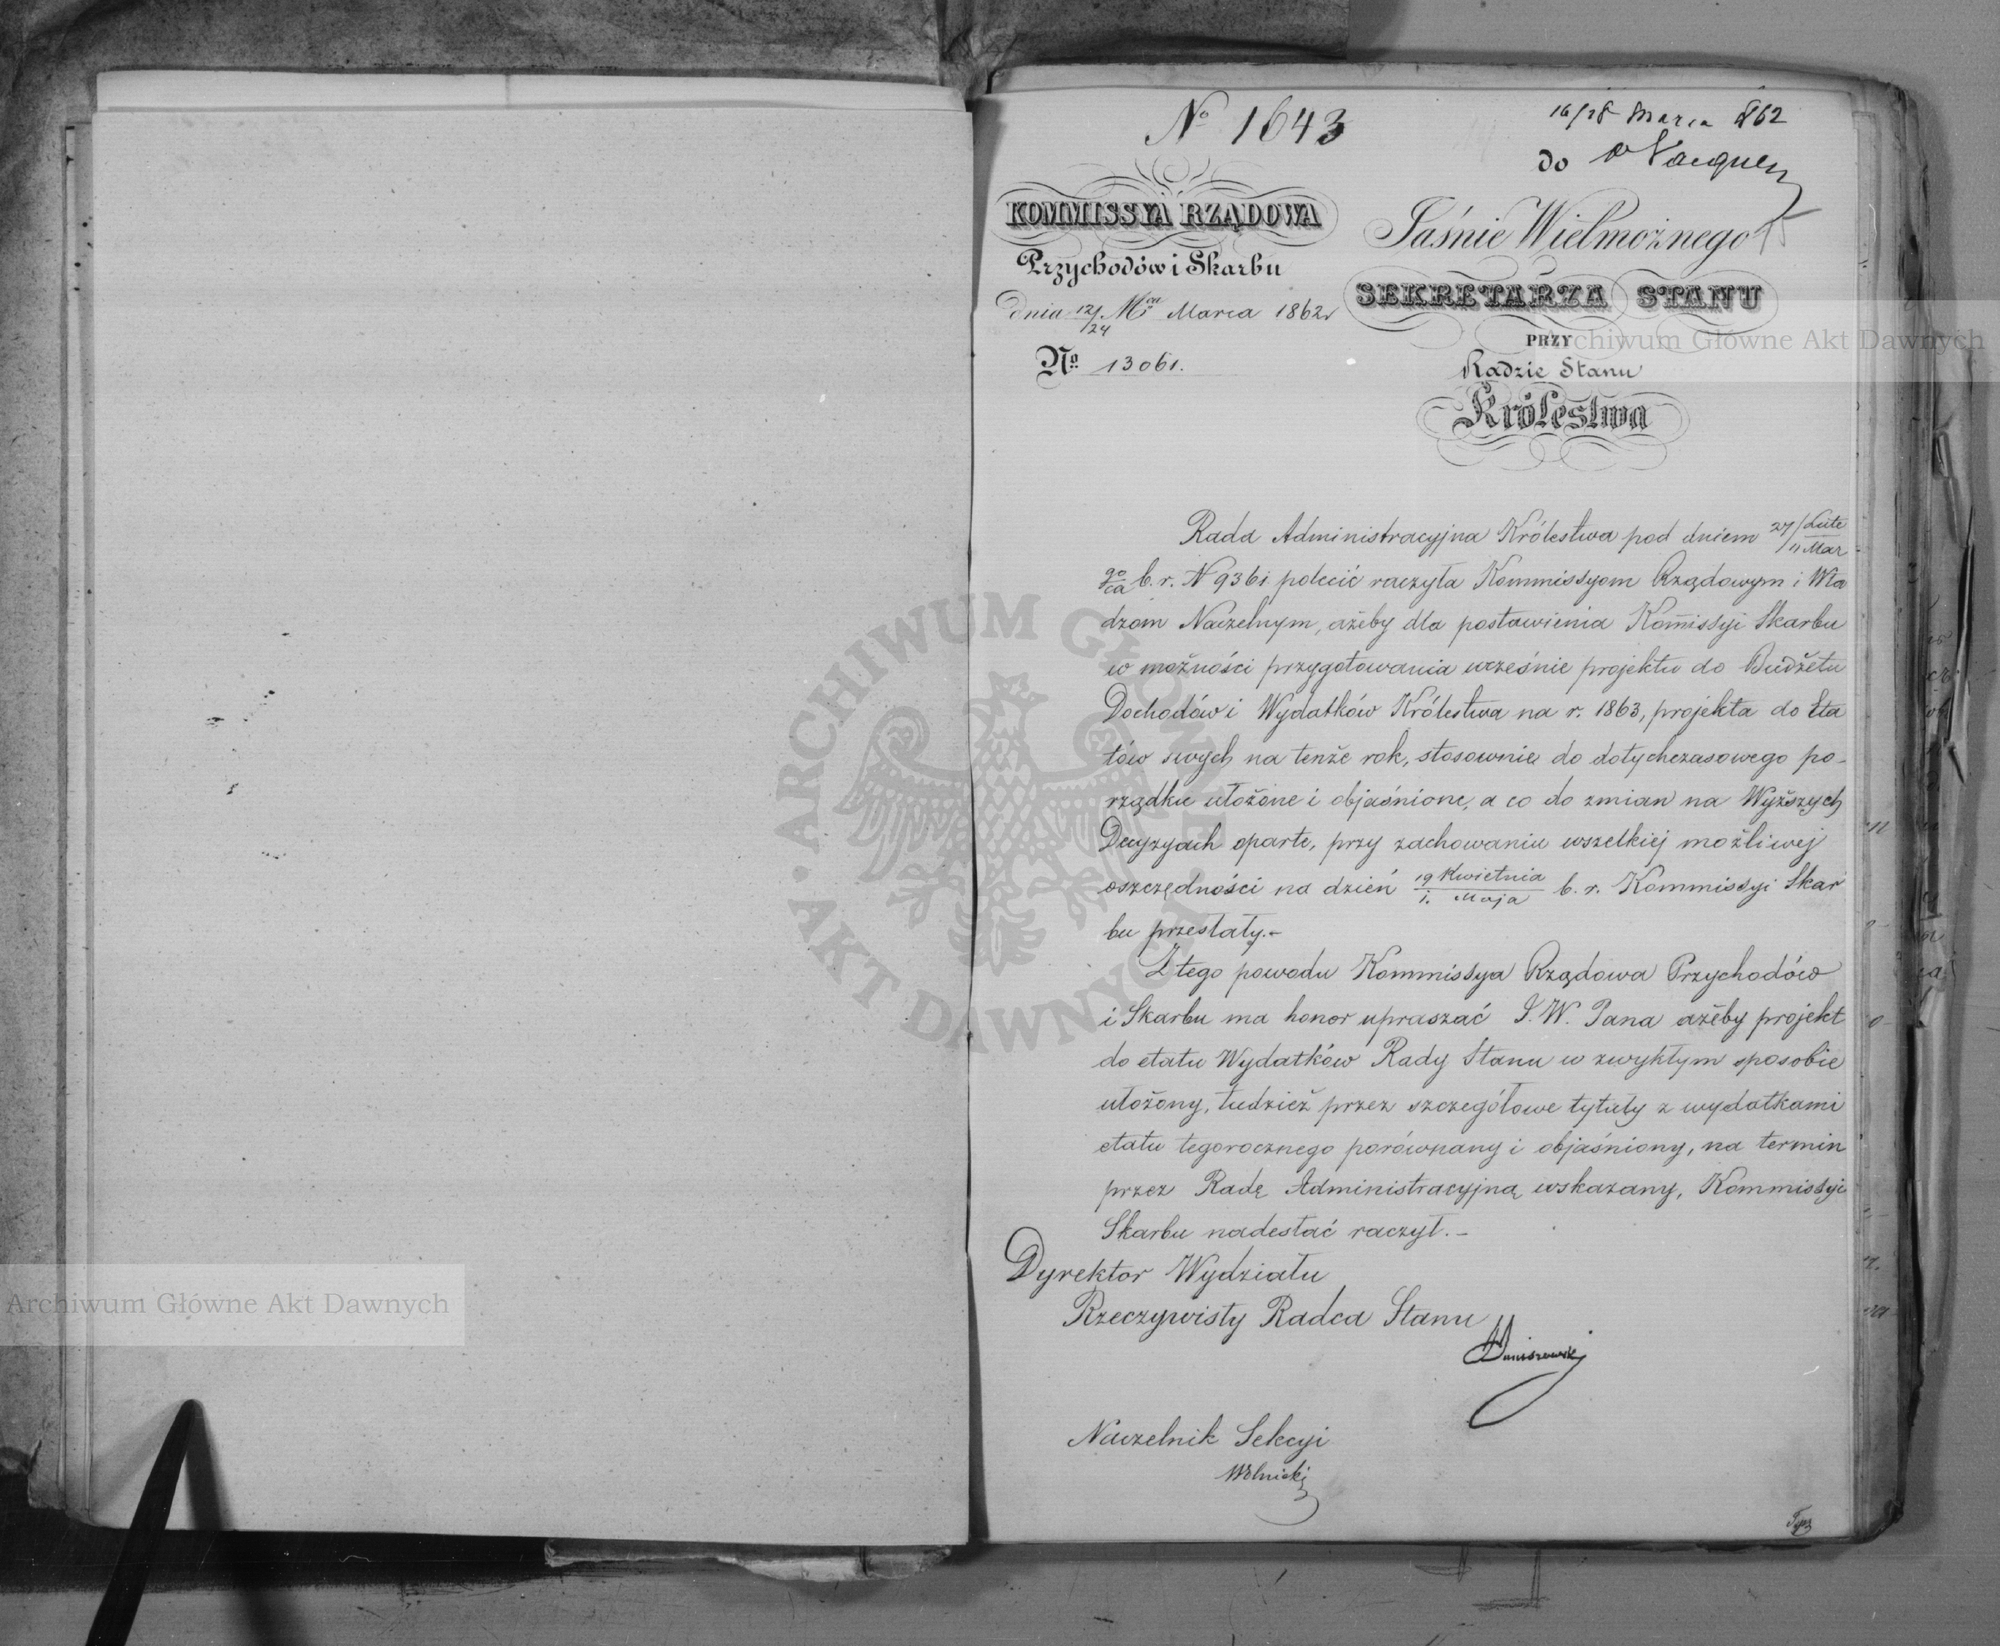 No 1643
16/28 Marca 862
do
KOMMISSYA RZĄDOWA
Przychodów i Skarbu
dnia 12/24 Mca Marca 1862 r
No 13061.
Jaśnie Wielmożnego
SEKRETARZA STANU
PRZY
Radzie Stanu
Królestwa
Rada Administracyjna Królestwa pod dniem 27/11 Lute/Mar
go/ca b. r. N 9361 polecić raczyła Kommissyom Rządowym i Wła
dzom Naczelnym, ażeby dla postawienia Komissyi Skarbu
w możności przygotowania wcześnie projektu do Budżetu
Dochodów i Wydatków Królestwa na r. 1863, projekta do Eta
tów swych na tenże rok, stosownie do dotychczasowego po-
rządku ułożone i objaśnione, a co do zmian na Wyższych
Decyzyach oparte, przy zachowaniu wszelkiej możliwej
oszczędności na dzień 19 Kwietnia/1. Maja b. r. Kommissyi Skar
bu przesłały.-
Z tego powodu Kommissya Rządowa Przychodów
i Skarbu ma honor upraszać J. W. Pana ażeby projekt
do etatu Wydatków Rady Stanu w zwykłym sposobie
ułożony, tudzież przez szczegółowe tytuły z wydatkami
etatu tegorocznego porównany i objaśniony, na termin
przez Radę Administracyjną wskazany, Kommissyi
Skarbu nadesłać raczył.-
Dyrektor Wydziału
Rzeczywisty Radca Stanu
Naczelnik Sekcyi
Wolnicki
Archiwum Główne Akt Dawnych
Archiwum Główne Akt Dawnych
ARCHIWUM GŁÓWNE AKT DAWNYCH